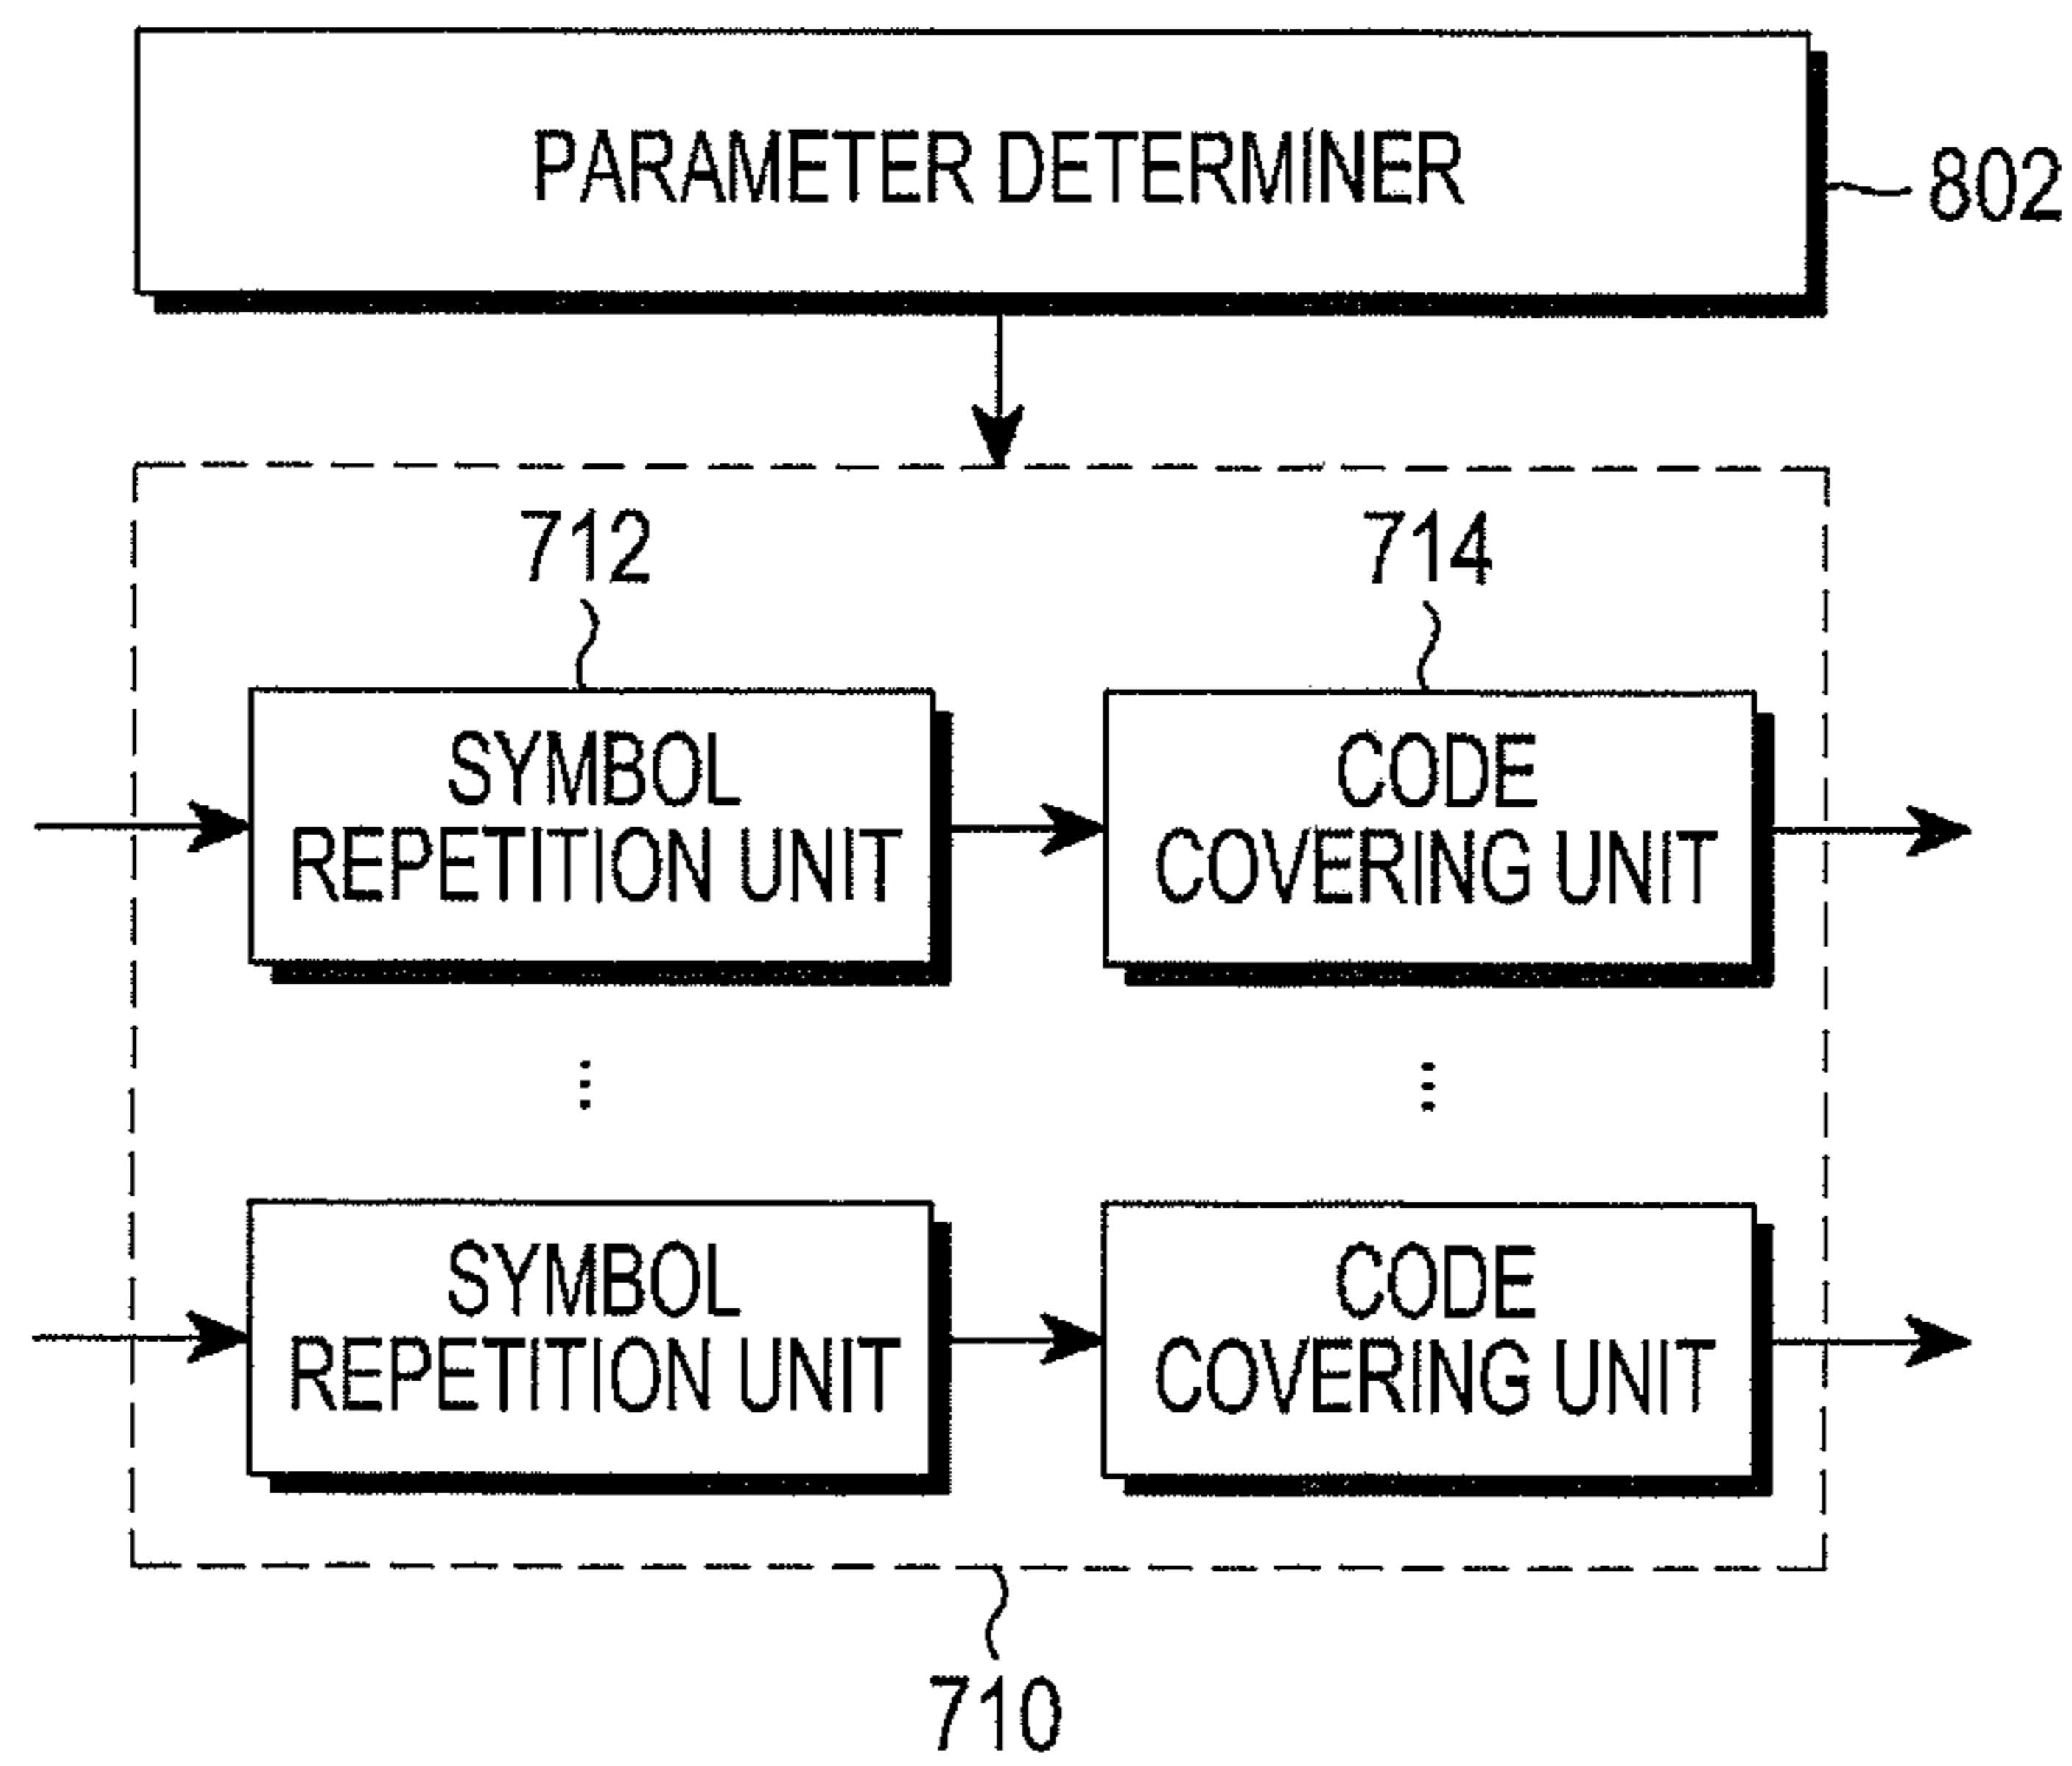 PARAMETER DETERMINER
802
712
714
SYMBOL
REPETITION UNIT
CODE
COVERING UNIT
SYMBOL
REPETITION UNIT
CODE
COVERING UNIT
710